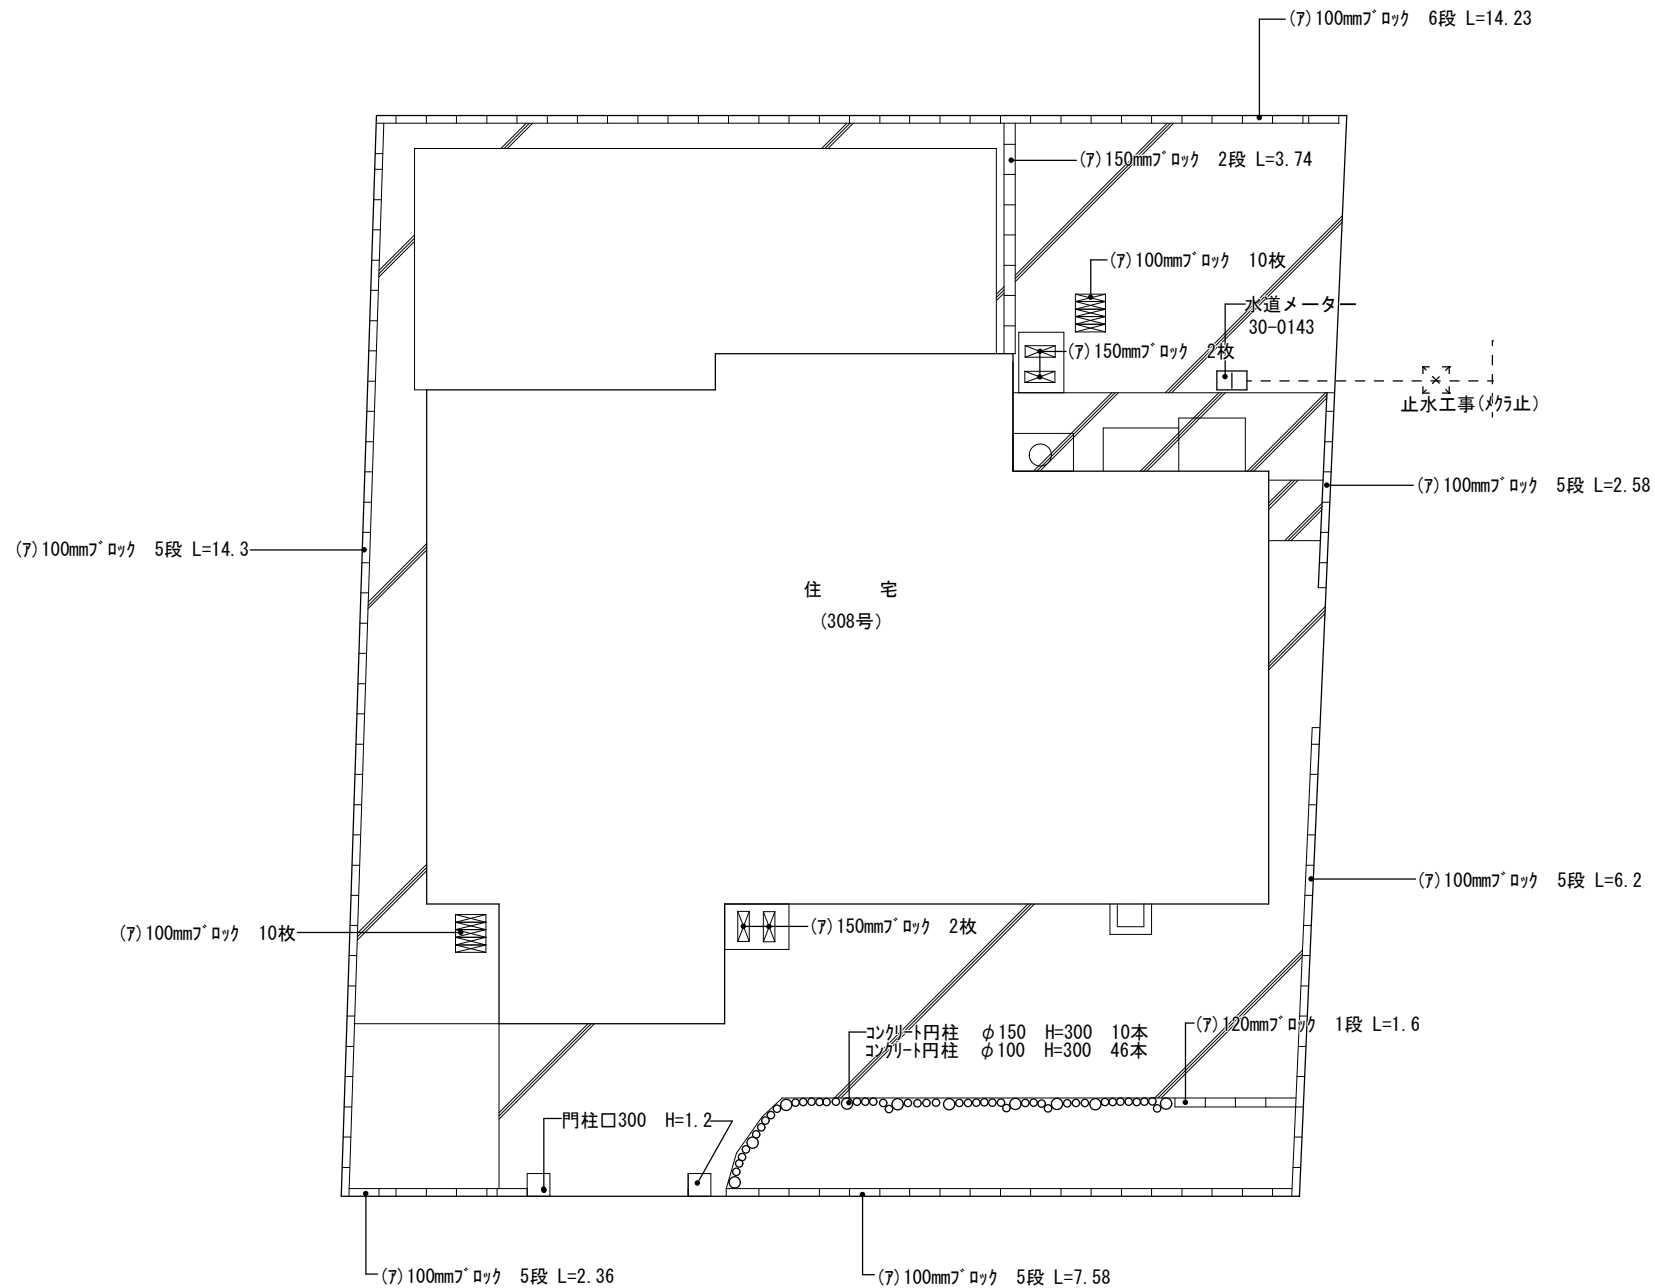 (ｱ)100mmﾌﾞﾛｯｸ　6段 L=14.23
(ｱ)150mmﾌﾞﾛｯｸ　2段 L=3.74
(ｱ)100mmﾌﾞﾛｯｸ　10枚
水道メーター
30-0143
(ｱ)150mmﾌﾞﾛｯｸ　2枚
止水工事(ﾒｸﾗ止)
(ｱ)100mmﾌﾞﾛｯｸ　5段 L=2.58
(ｱ)100mmﾌﾞﾛｯｸ　5段 L=14.3
住　　宅
(308号)
(ｱ)100mmﾌﾞﾛｯｸ　5段 L=6.2
(ｱ)100mmﾌﾞﾛｯｸ　10枚
(ｱ)150mmﾌﾞﾛｯｸ　2枚
ｺﾝｸﾘｰﾄ円柱　φ150　H=300　10本
ｺﾝｸﾘｰﾄ円柱　φ100　H=300　46本
(ｱ)120mmﾌﾞﾛｯｸ　1段 L=1.6
門柱口300　H=1.2
(ｱ)100mmﾌﾞﾛｯｸ　5段 L=2.36
(ｱ)100mmﾌﾞﾛｯｸ　5段 L=7.58